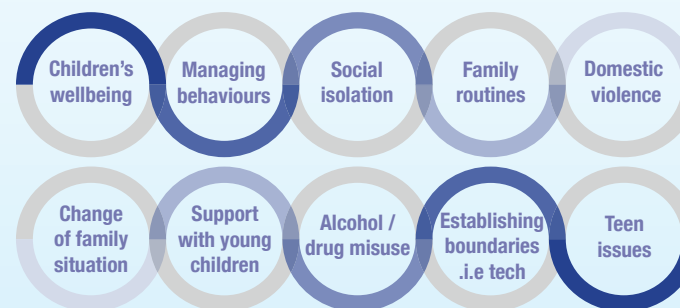 Children's
wellbeing
Managing
behaviours
Social
isolation
Family
routines
Domestic
violence
Change
of family
situation
Support
with young
children
Alcohol /
drug misuse
Establishing
boundaries
.i.e tech
Teen
issues